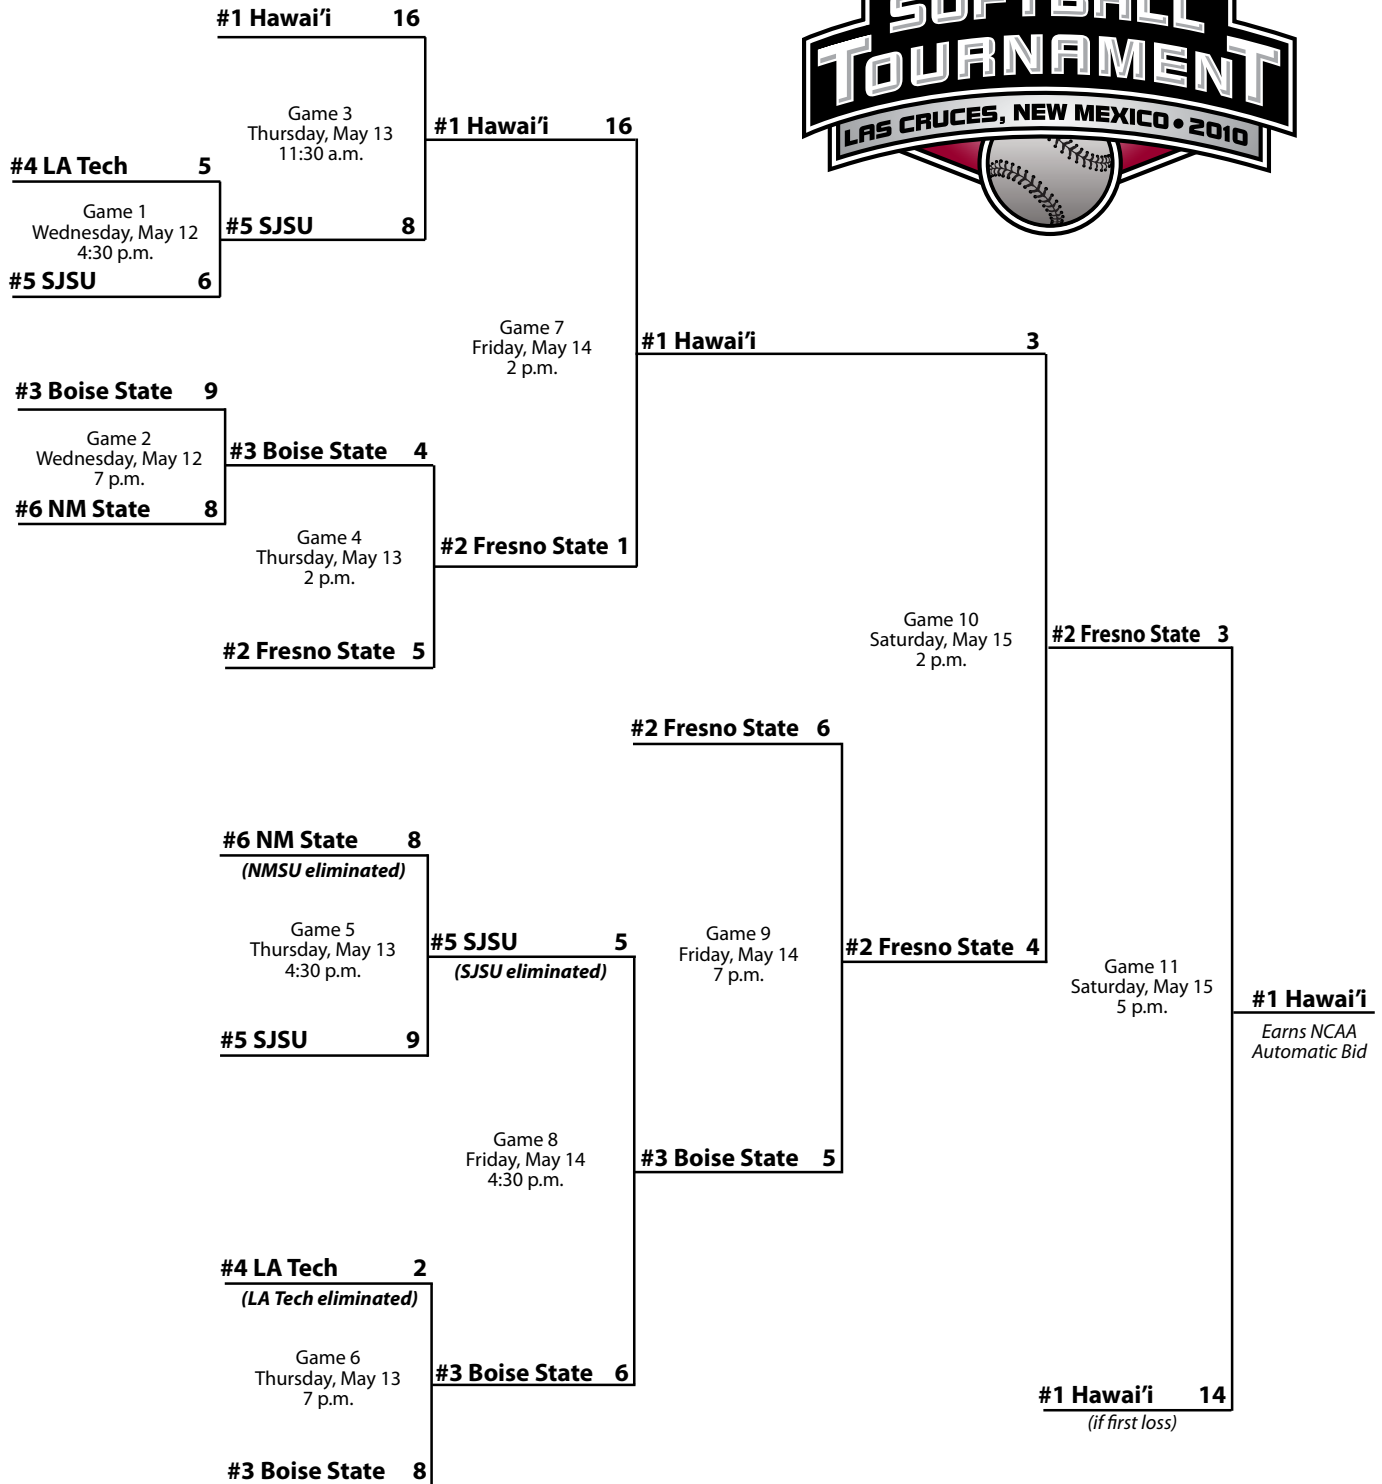 SOFTBALL
TOURNAMENT
LAS CRUCES, NEW MEXICO • 2010
#1 Hawai’i 16
Game 3
Thursday, May 13
11:30 a.m.
#1 Hawai’i 16
#4 LA Tech 5
Game 1
Wednesday, May 12
4:30 p.m.
#5 SJSU 8
#5 SJSU 6
Game 7
Friday, May 14
2 p.m.
#1 Hawai’i 3
#3 Boise State 9
Game 2
Wednesday, May 12
7 p.m.
#3 Boise State 4
#6 NM State 8
Game 4
Thursday, May 13
2 p.m.
#2 Fresno State 1
#2 Fresno State 5
Game 10
Saturday, May 15
2 p.m.
#2 Fresno State 3
#2 Fresno State 6
#6 NM State 8
(NMSU eliminated)
Game 5
Thursday, May 13
4:30 p.m.
#5 SJSU 5
(SJSU eliminated)
#5 SJSU 9
Game 9
Friday, May 14
7 p.m.
#2 Fresno State 4
Game 11
Saturday, May 15
5 p.m.
#1 Hawai’i
Earns NCAA
Automatic Bid
Game 8
Friday, May 14
4:30 p.m.
#3 Boise State 5
#4 LA Tech 2
(LA Tech eliminated)
Game 6
Thursday, May 13
7 p.m.
#3 Boise State 6
#1 Hawai’i 14
(if first loss)
#3 Boise State 8